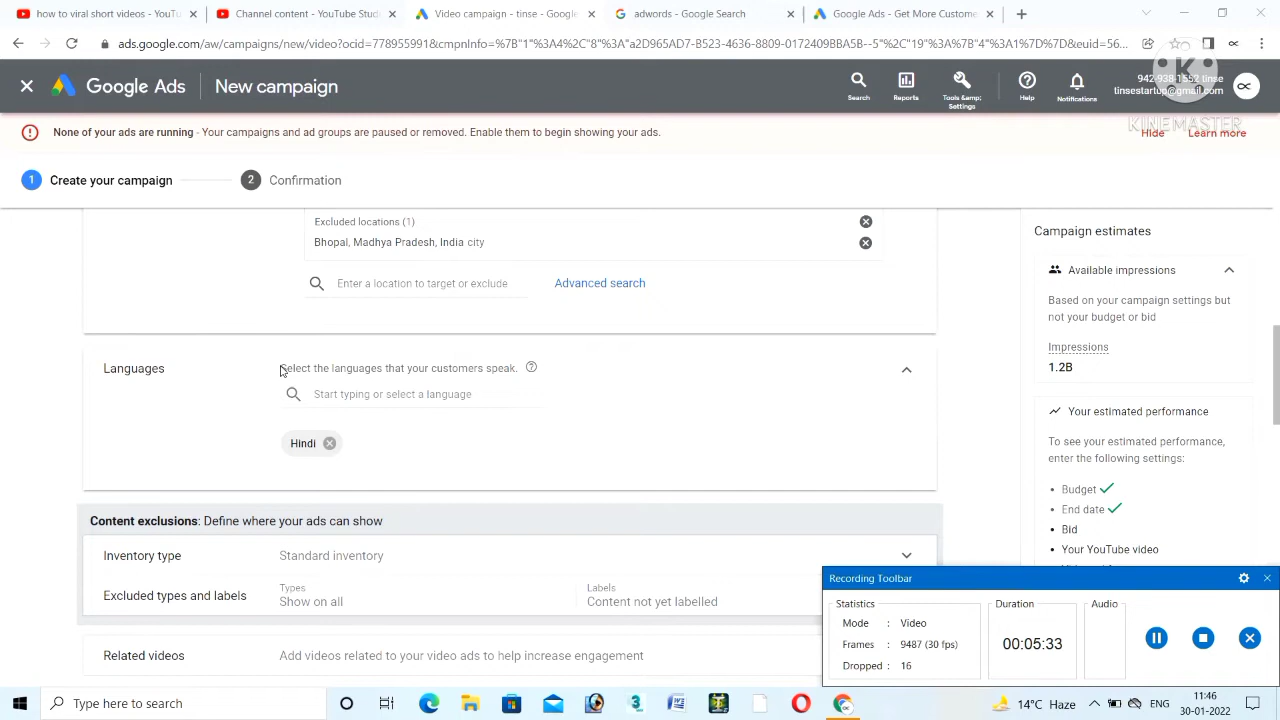 how to viral short videos - YouTu
Channel content - YouTube Stud
Video campaign - tinse - Google
adwords - Google Search
Google Ads - Get More Custome
ads.google.com/aw/campaigns/new/video?ocid=778955991&cmpnInfo=%7B"1"%3A4%2C"8"%3A"a2D965AD7-B523-4636-8809-0172409BBA5B--5"%2C"19"%3A%7B"4"%3A1%7D%7D&euid=56...
Google Ads
New campaign
Search
Reports
Tools &amp; Settings
Help
Notifications
942-938-1552 tinse
tinsestartup@gmail.com
K
KINEMASTER
None of your ads are running - Your campaigns and ad groups are paused or removed. Enable them to begin showing your ads.
Hide
Learn more
1 Create your campaign
2 Confirmation
Excluded locations (1)
Bhopal, Madhya Pradesh, India city
Enter a location to target or exclude
Advanced search
Languages
Select the languages that your customers speak.
Start typing or select a language
Hindi
Content exclusions: Define where your ads can show
Inventory type
Standard inventory
Excluded types and labels
Types
Show on all
Labels
Content not yet labelled
Related videos
Add videos related to your video ads to help increase engagement
Campaign estimates
Available impressions
Based on your campaign settings but
not your budget or bid
Impressions
1.2B
Your estimated performance
To see your estimated performance,
enter the following settings:
• Budget
• End date
• Bid
• Your YouTube video
Recording Toolbar
Statistics
Mode : Video
Frames : 9487 (30 fps)
Dropped : 16
Duration
00:05:33
Audio
Type here to search
14°C Haze
ENG
11:46
30-01-2022